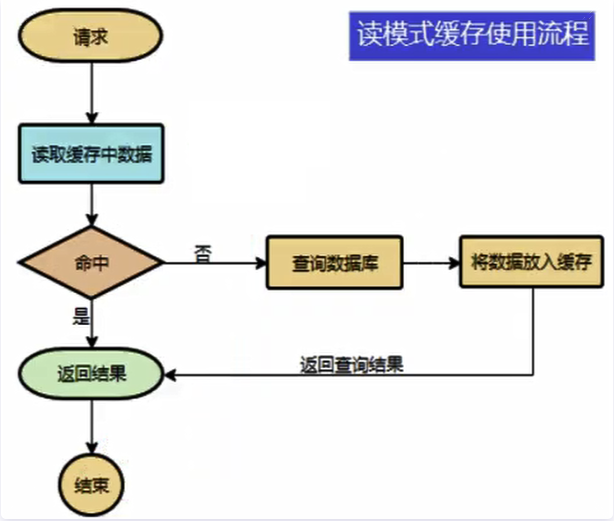 请求
读模式缓存使用流程
读取缓存中数据
命中
否
查询数据库
将数据放入缓存
是
返回结果
返回查询结果
结束